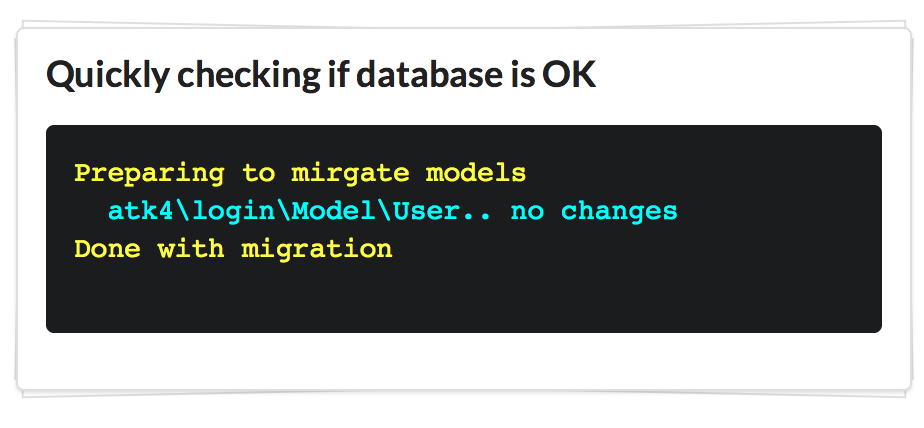 Quickly checking if database is OK
Preparing to mirgate models
atk4\login\Model\User.. no changes
Done with migration